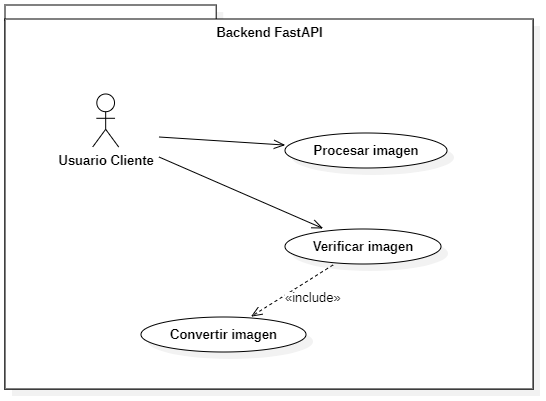 Backend FastAPI
Usuario Cliente
Procesar imagen
Verificar imagen
«include»
Convertir imagen